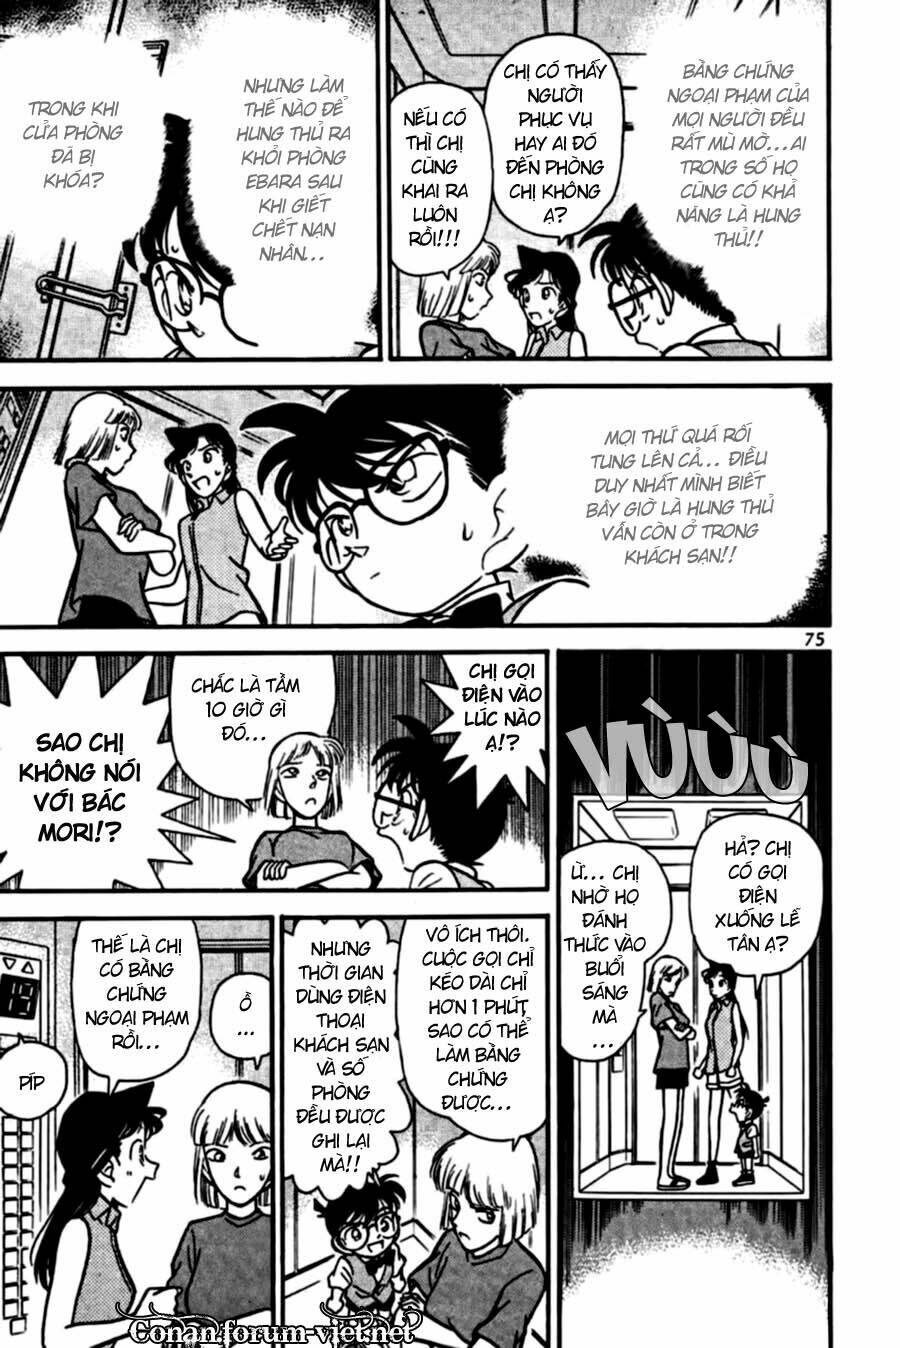 BẰNG CHỨNG
NGOẠI PHẠM CỦA
MỌI NGƯỜI ĐỀU
RẤT MÙ MỜ...AI
TRONG SỐ HỌ
CŨNG CÓ KHẢ
NĂNG LÀ HUNG
THỦ!!
CHỊ CÓ THẤY
NGƯỜI
PHỤC VỤ
HAY AI ĐÓ
ĐẾN PHÒNG
CHỊ KHÔNG
Ạ?
NẾU CÓ
THÌ CHỊ
CŨNG
KHAI RA
LUÔN
RỒI!!!
NHƯNG LÀM
THẾ NÀO ĐỂ
HUNG THỦ RA
KHỎI PHÒNG
EBARA SAU
KHI GIẾT
CHẾT NẠN
NHÂN...
TRONG KHI
CỬA PHÒNG
ĐÃ BỊ
KHÓA?
MỌI THỨ QUÁ RỐI
TUNG LÊN CẢ... ĐIỀU
DUY NHẤT MÌNH BIẾT
BÂY GIỜ LÀ HUNG THỦ
VẪN CÒN Ở TRONG
KHÁCH SẠN!!
75
VÙÙÙ
HẢ? CHỊ
CÓ GỌI
ĐIỆN
XUỐNG LỄ
TÂN Ạ?
Ừ... CHỊ
NHỜ HỌ
ĐÁNH
THỨC VÀO
BUỔI
SÁNG
MÀ
...
CHỊ GỌI
ĐIỆN VÀO
LÚC NÀO
Ạ!?
CHẮC LÀ TẦM
10 GIỜ GÌ
ĐÓ...
SAO CHỊ
KHÔNG NÓI
VỚI BÁC
MORI!?
VÔ ÍCH THÔI.
CUỘC GỌI CHỈ
KÉO DÀI CHỈ
HƠN 1 PHÚT,
SAO CÓ THỂ
LÀM BẰNG
CHỨNG
ĐƯỢC...
NHƯNG
THỜI GIAN
DÙNG ĐIỆN
THOẠI
KHÁCH SẠN
VÀ SỐ
PHÒNG
ĐỀU ĐƯỢC
GHI LẠI
MÀ!!
Ồ
...
THẾ LÀ CHỊ
CÓ BẰNG
CHỨNG
NGOẠI PHẠM
RỒI...
19
PÍP
Conan.forum-viet.net